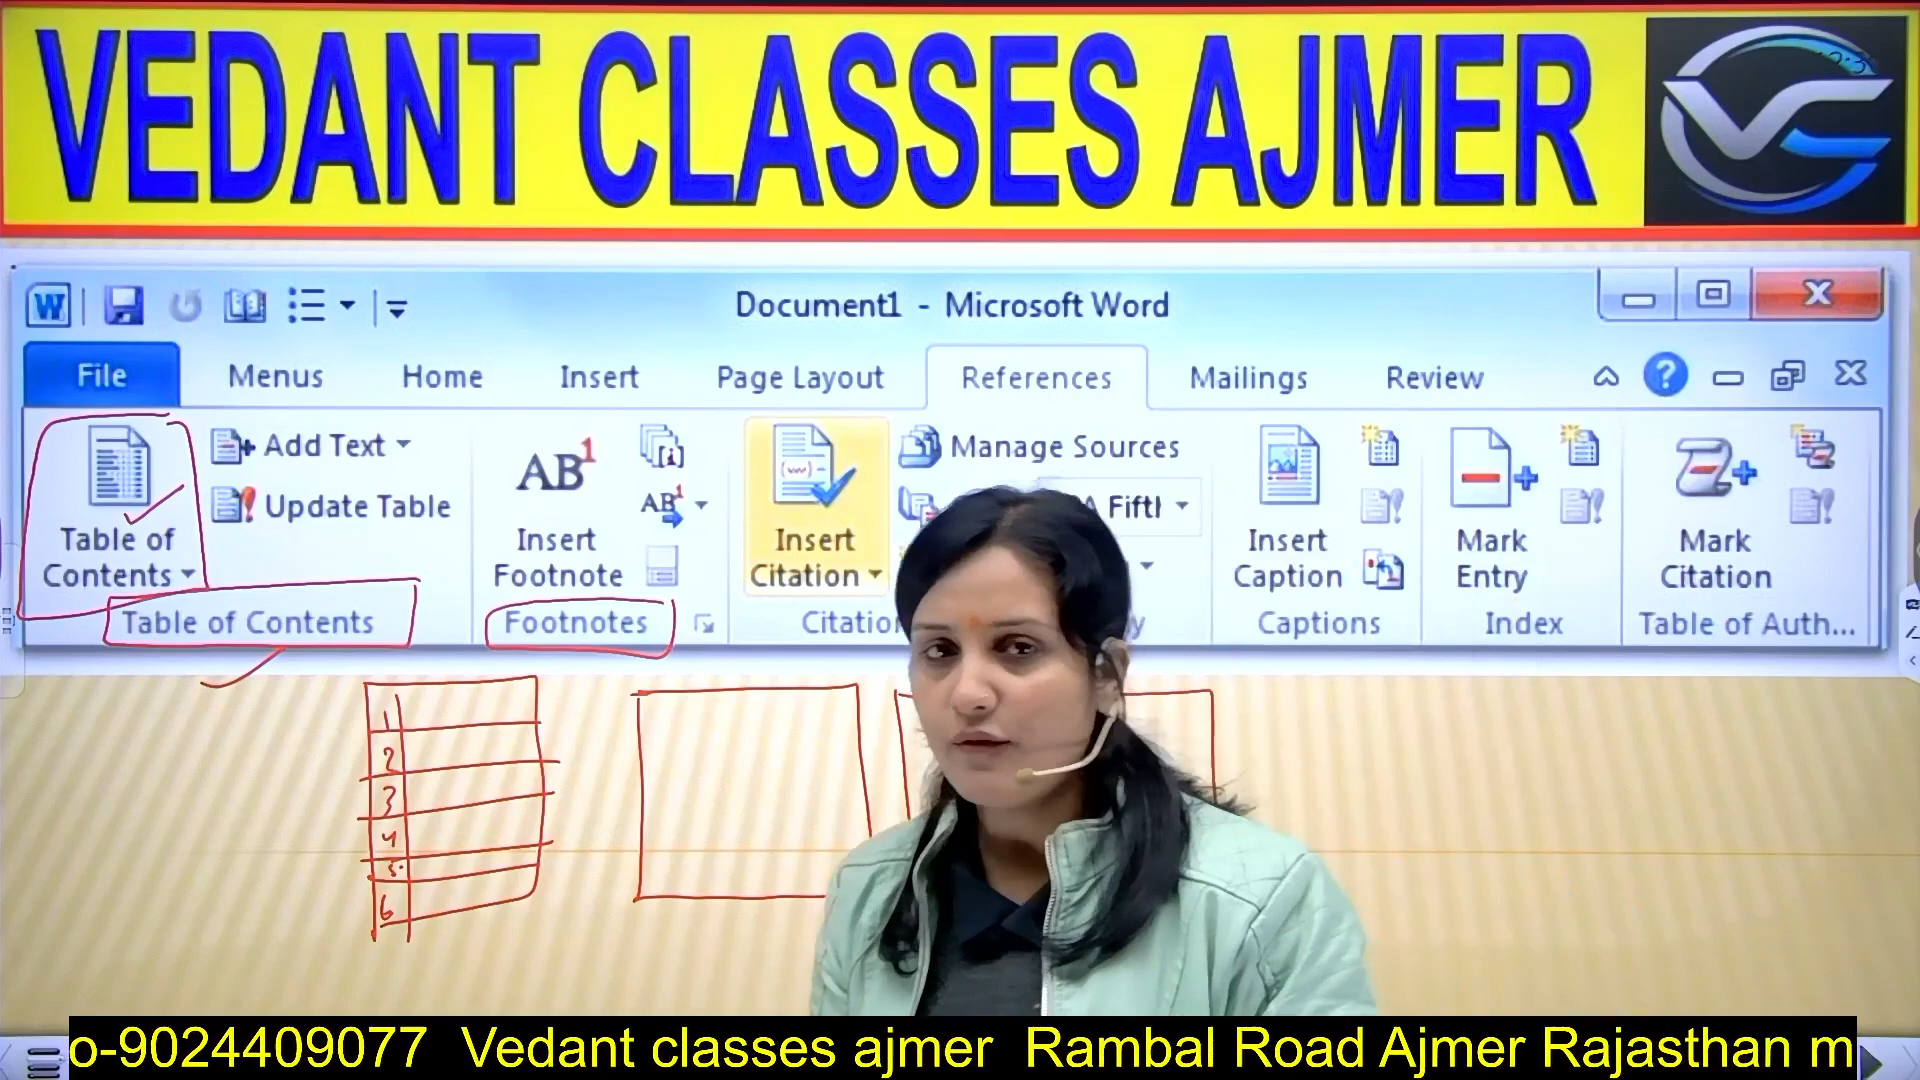 VEDANT CLASSES AJMER
Document1 - Microsoft Word
File Menus Home Insert Page Layout References Mailings Review
Table of Contents
Add Text
Update Table
AB1
Insert Footnote
AB1
Insert Citation
Manage Sources
Insert Caption
Mark Entry
Mark Citation
Table of Contents Footnotes Captions Index Table of Auth...
1
2
3
4
5.
6
o-9024409077 Vedant classes ajmer Rambal Road Ajmer Rajasthan m